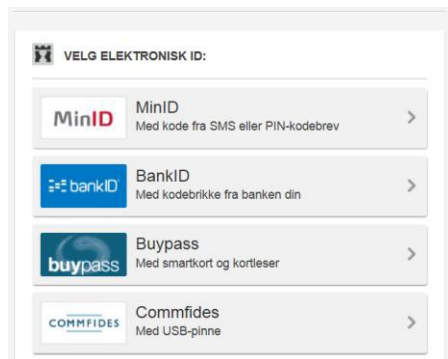 VELG ELEKTRONISK ID:
MinID
MinID
Med kode fra SMS eller PIN-kodebrev
bankID
BankID
Med kodebrikke fra banken din
buypass
Buypass
Med smartkort og kortleser
COMMFIDES
Commfides
Med USB-pinne